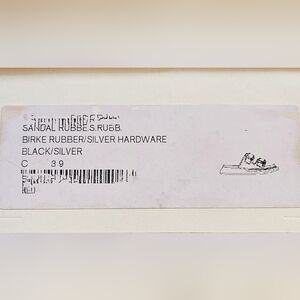 SANDAL RUBBE.S.RUBB.
BIRKE RUBBER/SILVER HARDWARE
BLACK/SILVER
C 39